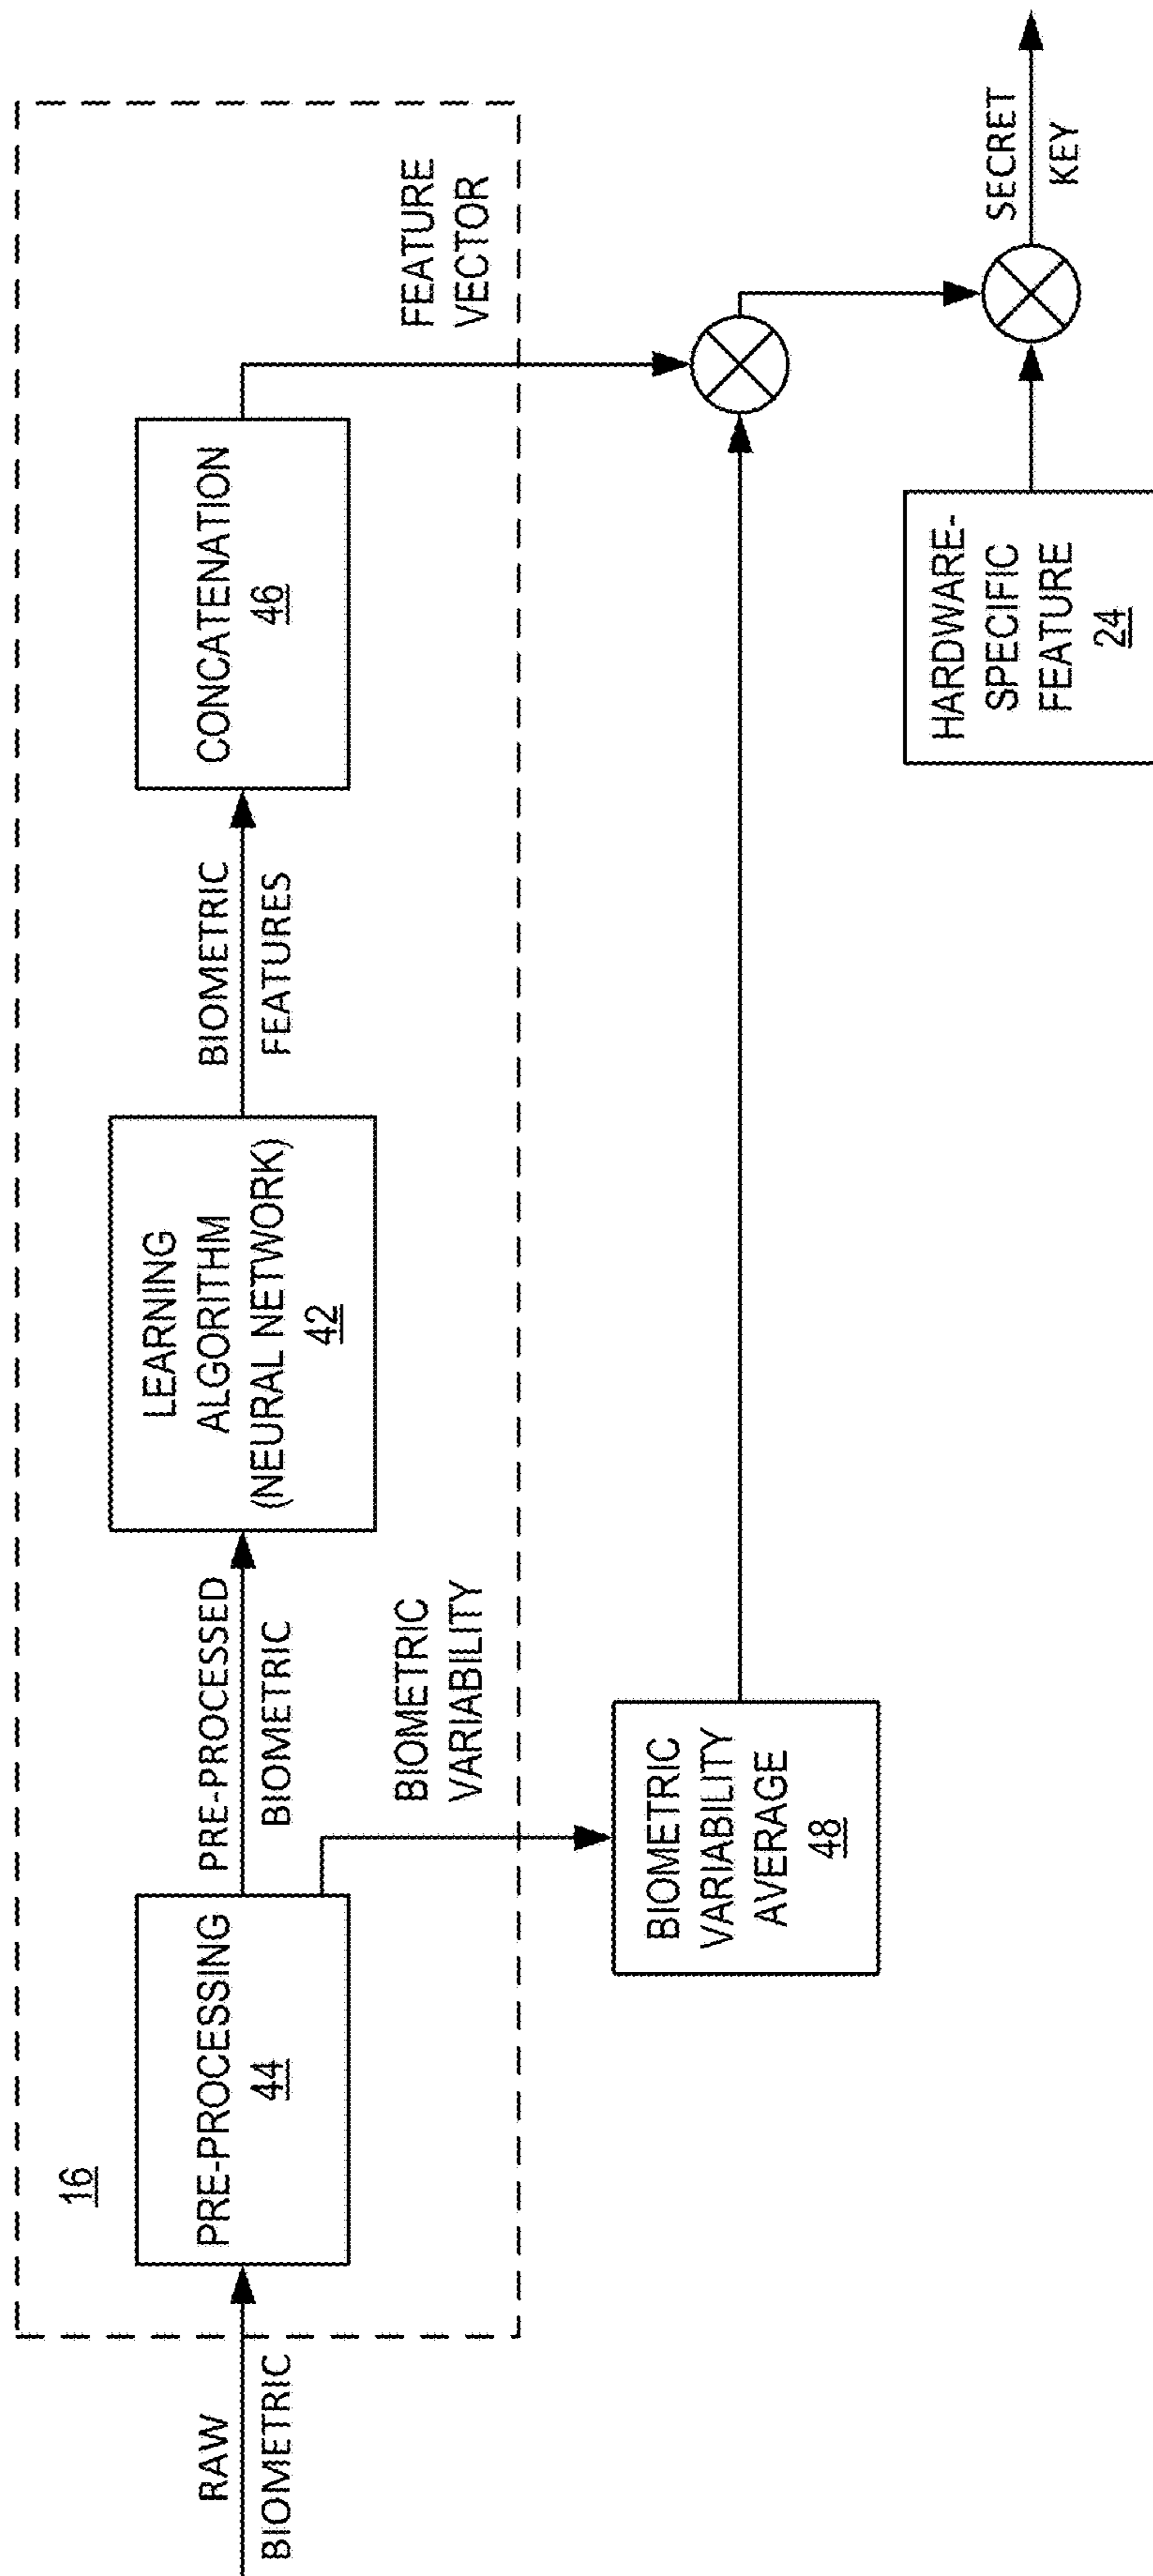 16
RAW
BIOMETRIC
PRE-PROCESSING
44
PRE-PROCESSED
BIOMETRIC
LEARNING
ALGORITHM
(NEURAL NETWORK)
42
BIOMETRIC
FEATURES
CONCATENATION
46
FEATURE
VECTOR
BIOMETRIC
VARIABILITY
BIOMETRIC
VARIABILITY
AVERAGE
48
HARDWARE-
SPECIFIC
FEATURE
24
SECRET
KEY